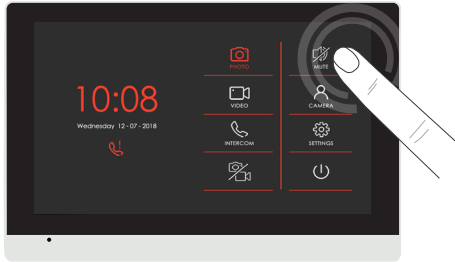 PHOTO
MUTE
10:08
VIDEO
CAMERA
Wednesday 12 - 07 - 2018
INTERCOM
SETTINGS